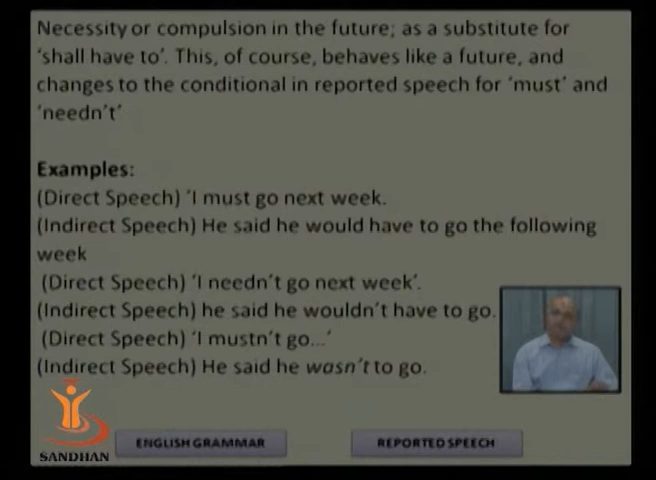 Necessity or compulsion in the future; as a substitute for
‘shall have to’. This, of course, behaves like a future, and
changes to the conditional in reported speech for ‘must’ and
‘needn’t’
Examples:
(Direct Speech) ‘I must go next week.
(Indirect Speech) He said he would have to go the following
week
(Direct Speech) ‘I needn’t go next week’.
(Indirect Speech) he said he wouldn’t have to go.
(Direct Speech) ‘I mustn’t go...’
(Indirect Speech) He said he wasn’t to go.
SANDHAN
ENGLISH GRAMMAR
REPORTED SPEECH